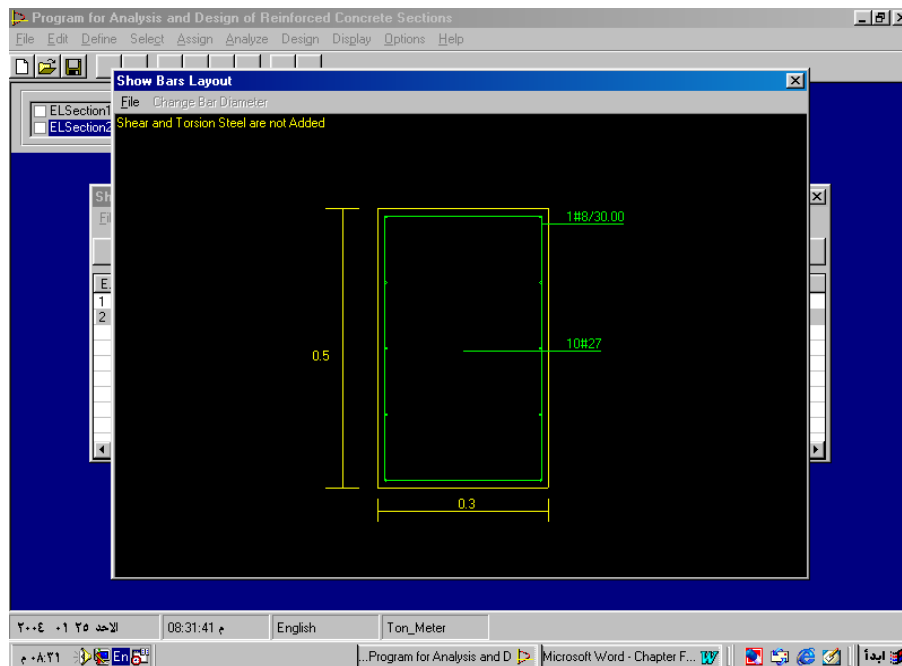 Program for Analysis and Design of Reinforced Concrete Sections
File Edit Define Select Assign Analyze Design Display Options Help
Show Bars Layout
File Change Bar Diameter
Shear and Torsion Steel are not Added
ELSection1
ELSection2
Sh
Fi
E
1
2
1#8/30.00
10#27
0.5
0.3
الاحد ٢٥ ٠١ ٢٠٠٤
08:31:41 م
English
Ton_Meter
٠٨:٣١ م
En
...Program for Analysis and D
Microsoft Word - Chapter F...
ابدأ